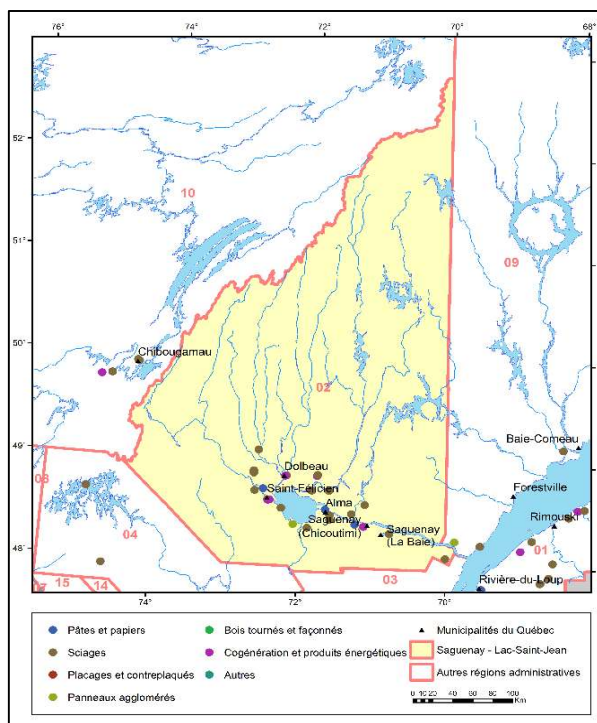 76° 74° 72° 70° 68°
52°
10
51°
09
50°
Chibougamau
02
49°
Baie-Comeau
Dolbeau
Forestville
Saint-Félicien
Alma
Rimouski
Saguenay
(Chicoutimi)
Saguenay
(La Baie)
04
48°
01
03
15
14
Rivière-du-Loup
74° 72° 70°
Pâtes et papiers
Bois tournés et façonnés
Municipalités du Québec
Sciages
Cogénération et produits énergétiques
Saguenay - Lac-Saint-Jean
Placages et contreplaqués
Autres
Autres régions administratives
Panneaux agglomérés
Km